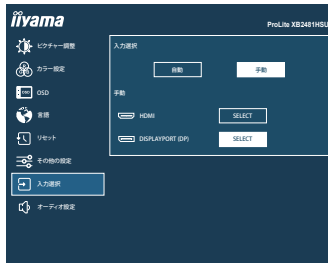 iiyama
ProLite XB2481HSU
ピクチャー調整
カラー設定
OSD
OSD
言語
リセット
その他の設定
入力選択
オーディオ設定
入力選択
自動
手動
手動
HDMI
SELECT
DISPLAYPORT (DP)
SELECT